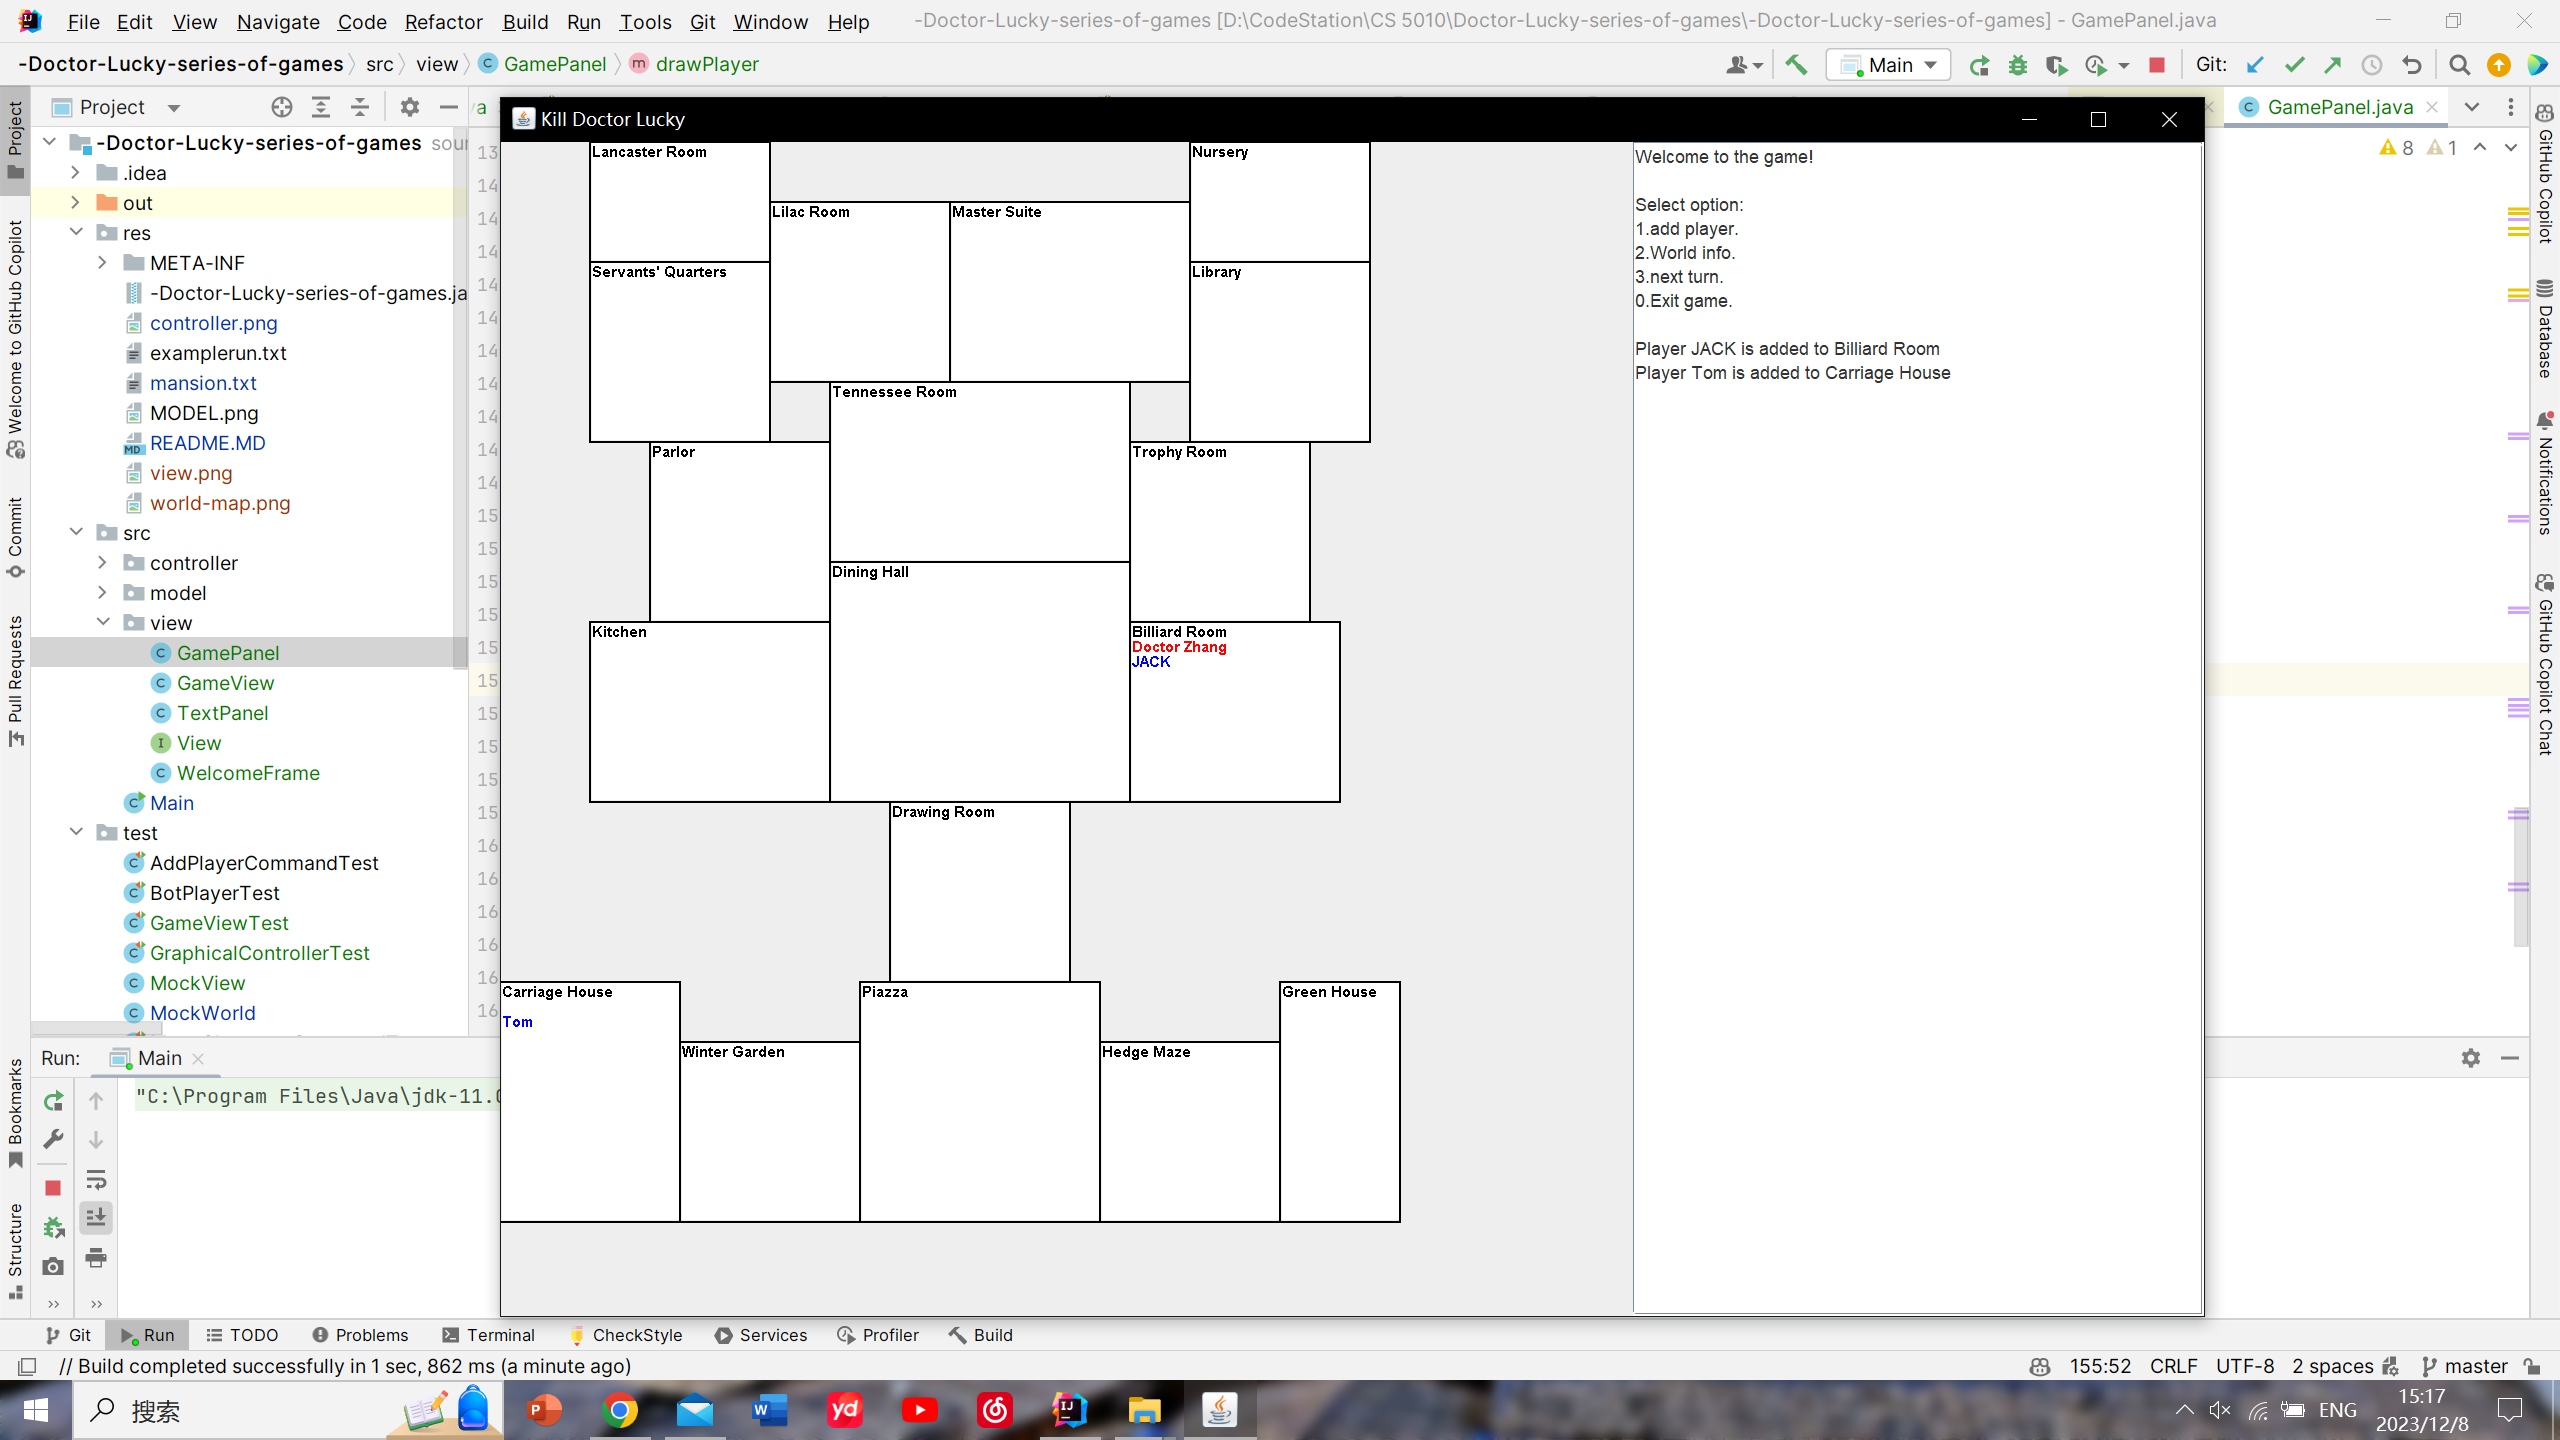 File Edit View Navigate Code Refactor Build Run Tools Git Window Help -Doctor-Lucky-series-of-games [D:\CodeStation\CS 5010\Doctor-Lucky-series-of-games\-Doctor-Lucky-series-of-games] - GamePanel.java
-Doctor-Lucky-series-of-games src view GamePanel drawPlayer Main Git:
Project
GamePanel.java
8 1
-Doctor-Lucky-series-of-games
.idea
out
res
META-INF
-Doctor-Lucky-series-of-games.ja
controller.png
examplerun.txt
mansion.txt
MODEL.png
README.MD
view.png
world-map.png
src
controller
model
view
GamePanel
GameView
TextPanel
View
WelcomeFrame
Main
test
AddPlayerCommandTest
BotPlayerTest
GameViewTest
GraphicalControllerTest
MockView
MockWorld
Project
Welcome to GitHub Copilot
Commit
Pull Requests
Bookmarks
Structure
Kill Doctor Lucky
Lancaster Room
Nursery
Lilac Room
Master Suite
Servants' Quarters
Library
Tennessee Room
Parlor
Trophy Room
Dining Hall
Kitchen
Billiard Room
Doctor Zhang
JACK
Drawing Room
Carriage House
Tom
Piazza
Green House
Winter Garden
Hedge Maze
Welcome to the game!
Select option:
1.add player.
2.World info.
3.next turn.
0.Exit game.
Player JACK is added to Billiard Room
Player Tom is added to Carriage House
GitHub Copilot
Database
Notifications
GitHub Copilot Chat
Run: Main
"C:\Program Files\Java\jdk-11.
Git Run TODO Problems Terminal CheckStyle Services Profiler Build
// Build completed successfully in 1 sec, 862 ms (a minute ago) 155:52 CRLF UTF-8 2 spaces master
搜索
ENG
15:17
2023/12/8